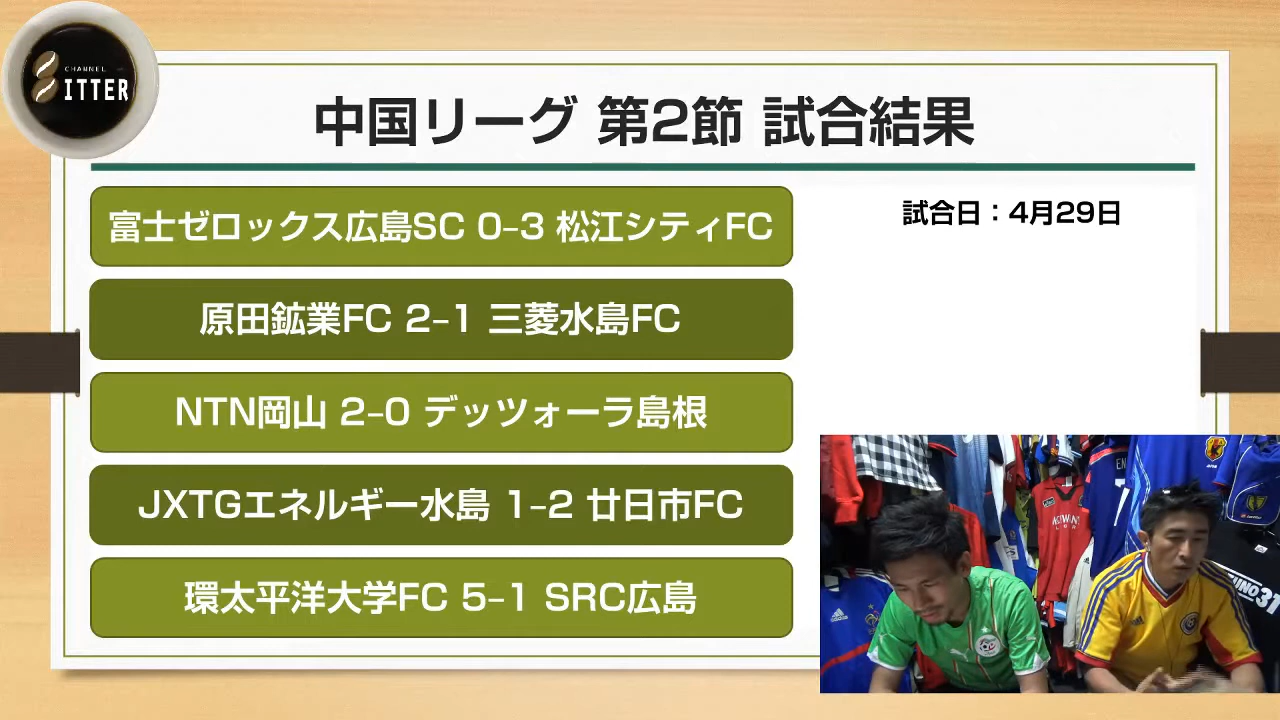 CHANNEL
BITTER
中国リーグ 第2節 試合結果
富士ゼロックス広島SC 0-3 松江シティFC
試合日：4月29日
原田鉱業FC 2-1 三菱水島FC
NTN岡山 2-0 デッツォーラ島根
JXTGエネルギー水島 1-2 廿日市FC
環太平洋大学FC 5-1 SRC広島